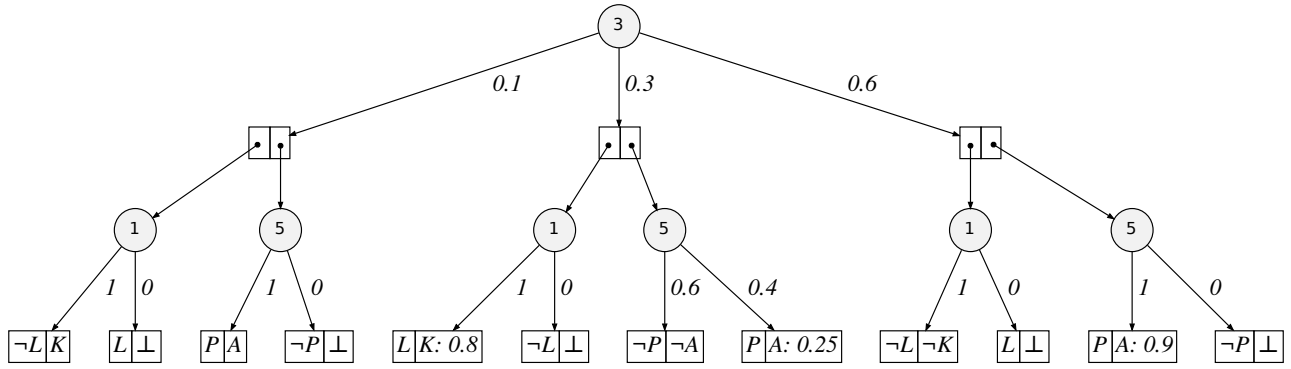 3
0.1 0.3 0.6
1 5 1 5 1 5
1 0 1 0 1 0 0.6 0.4 1 0 1 0
¬L K L ⊥ P A ¬P ⊥ L K: 0.8 ¬L ⊥ ¬P ¬A P A: 0.25 ¬L ¬K L ⊥ P A: 0.9 ¬P ⊥